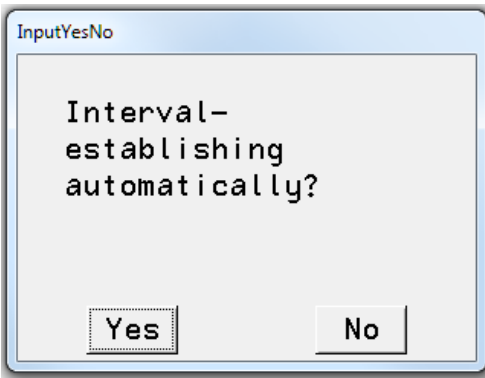 InputYesNo
Interval-
establishing
automatically?
Yes No